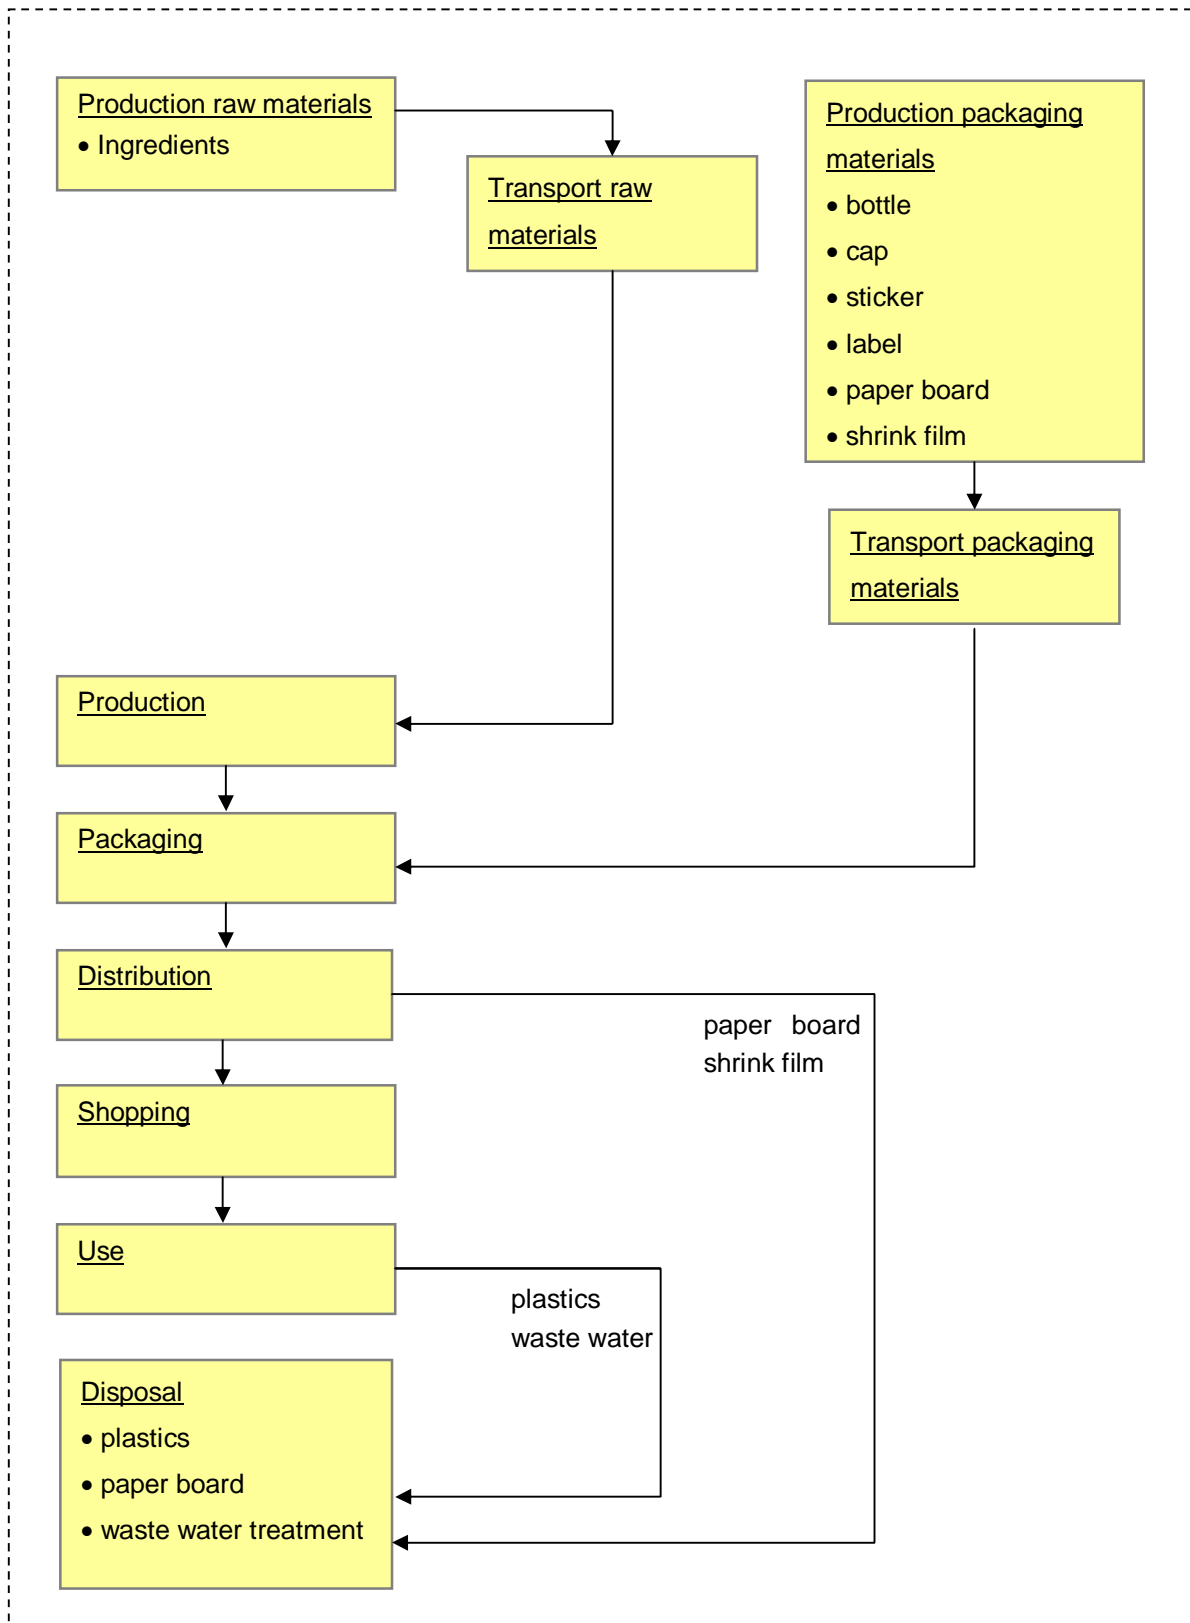 Production raw materials
• Ingredients
Transport raw
materials
Production packaging
materials
• bottle
• cap
• sticker
• label
• paper board
• shrink film
Transport packaging
materials
Production
Packaging
Distribution
paper board
shrink film
Shopping
Use
plastics
waste water
Disposal
• plastics
• paper board
• waste water treatment